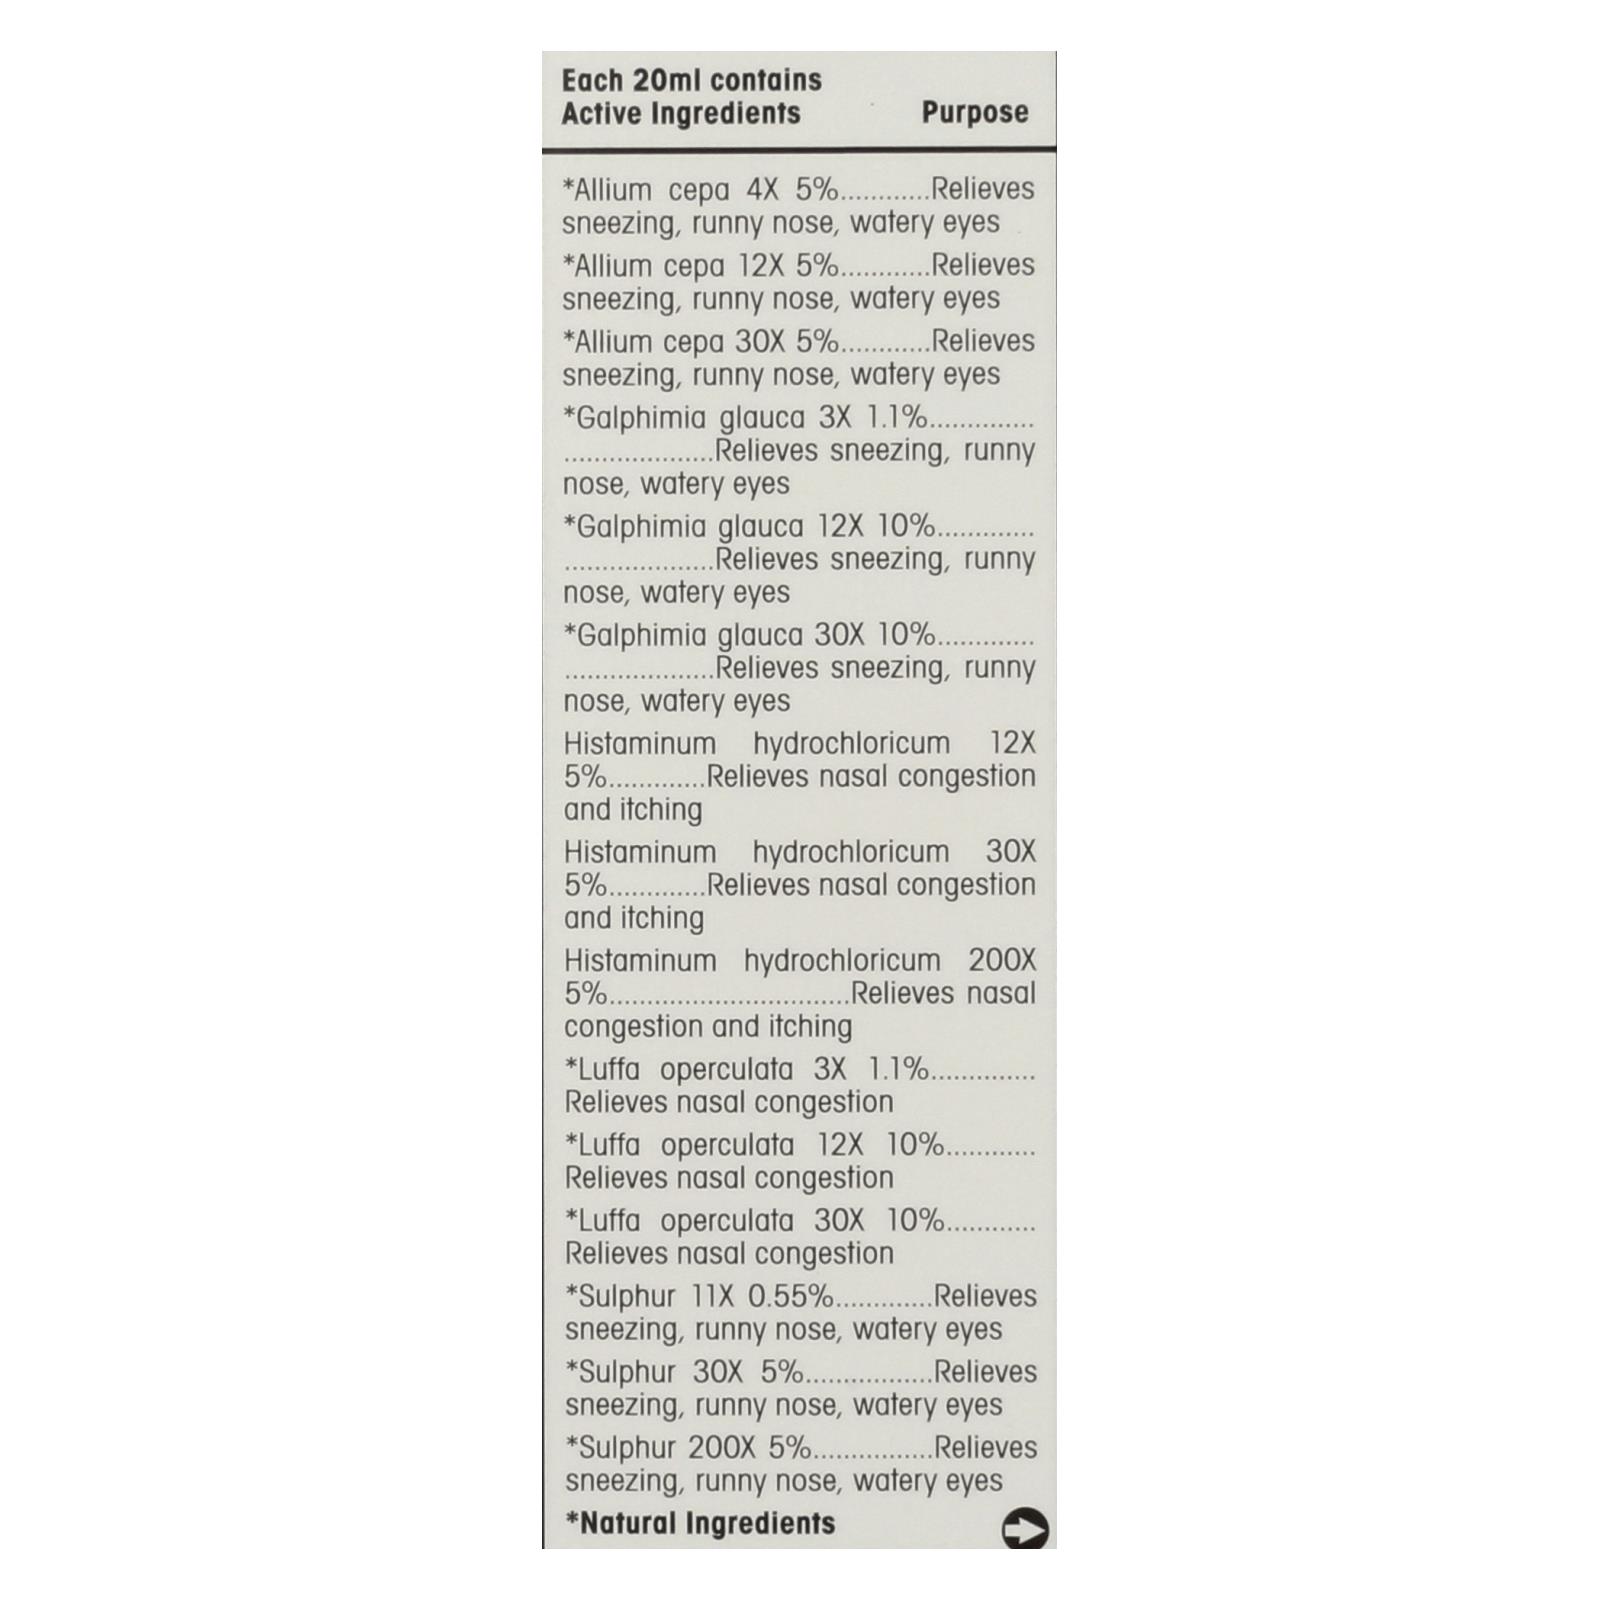 Each 20ml contains
Active Ingredients Purpose
*Allium cepa 4X 5%............Relieves
sneezing, runny nose, watery eyes
*Allium cepa 12X 5%............Relieves
sneezing, runny nose, watery eyes
*Allium cepa 30X 5%............Relieves
sneezing, runny nose, watery eyes
*Galphimia glauca 3X 1.1%..............
....................Relieves sneezing, runny
nose, watery eyes
*Galphimia glauca 12X 10%.............
....................Relieves sneezing, runny
nose, watery eyes
*Galphimia glauca 30X 10%.............
....................Relieves sneezing, runny
nose, watery eyes
Histaminum hydrochloricum 12X
5%.............Relieves nasal congestion
and itching
Histaminum hydrochloricum 30X
5%.............Relieves nasal congestion
and itching
Histaminum hydrochloricum 200X
5%................................Relieves nasal
congestion and itching
*Luffa operculata 3X 1.1%..............
Relieves nasal congestion
*Luffa operculata 12X 10%............
Relieves nasal congestion
*Luffa operculata 30X 10%............
Relieves nasal congestion
*Sulphur 11X 0.55%.............Relieves
sneezing, runny nose, watery eyes
*Sulphur 30X 5%.................Relieves
sneezing, runny nose, watery eyes
*Sulphur 200X 5%................Relieves
sneezing, runny nose, watery eyes
*Natural Ingredients